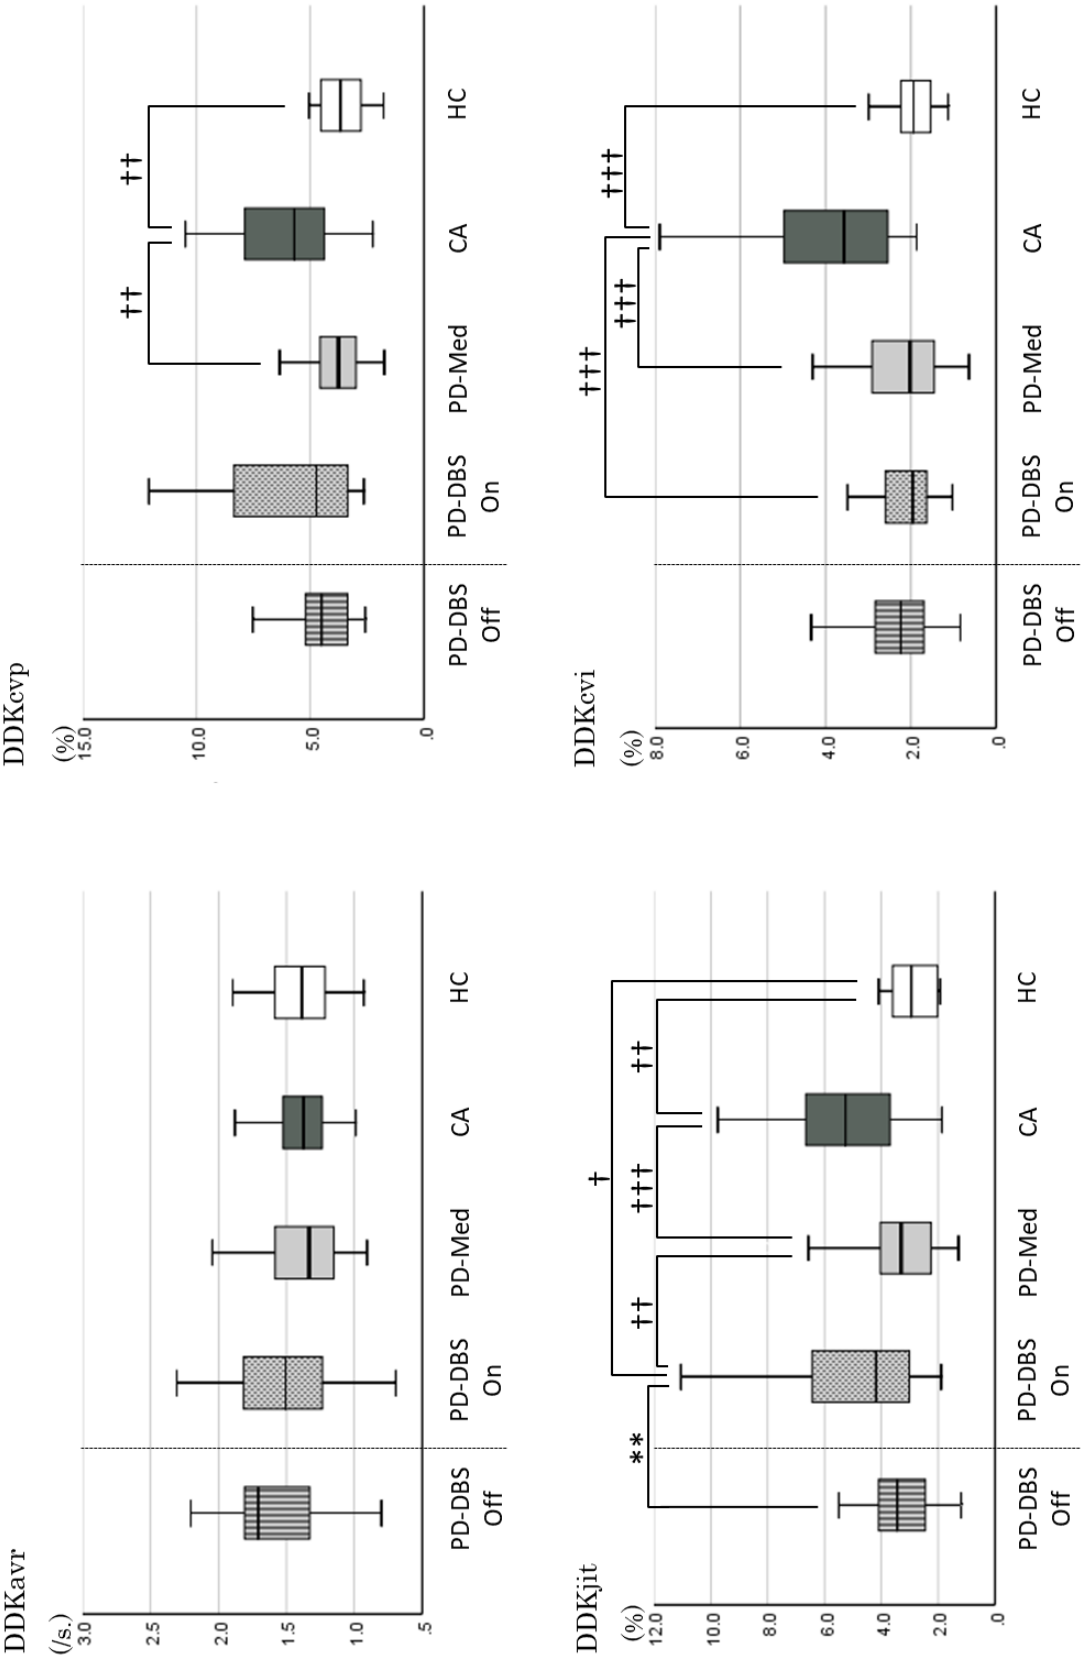 DDKavr
(/s.)
3.0
2.5
2.0
1.5
1.0
.5
PD-DBS Off
PD-DBS On
PD-Med
CA
HC
DDKcvp
(%)
15.0
10.0
5.0
.0
††
††
PD-DBS Off
PD-DBS On
PD-Med
CA
HC
DDKjit
(%)
12.0
10.0
8.0
6.0
4.0
2.0
.0
†
**
††
†††
††
PD-DBS Off
PD-DBS On
PD-Med
CA
HC
DDKcvi
(%)
8.0
6.0
4.0
2.0
.0
†††
†††
†††
PD-DBS Off
PD-DBS On
PD-Med
CA
HC